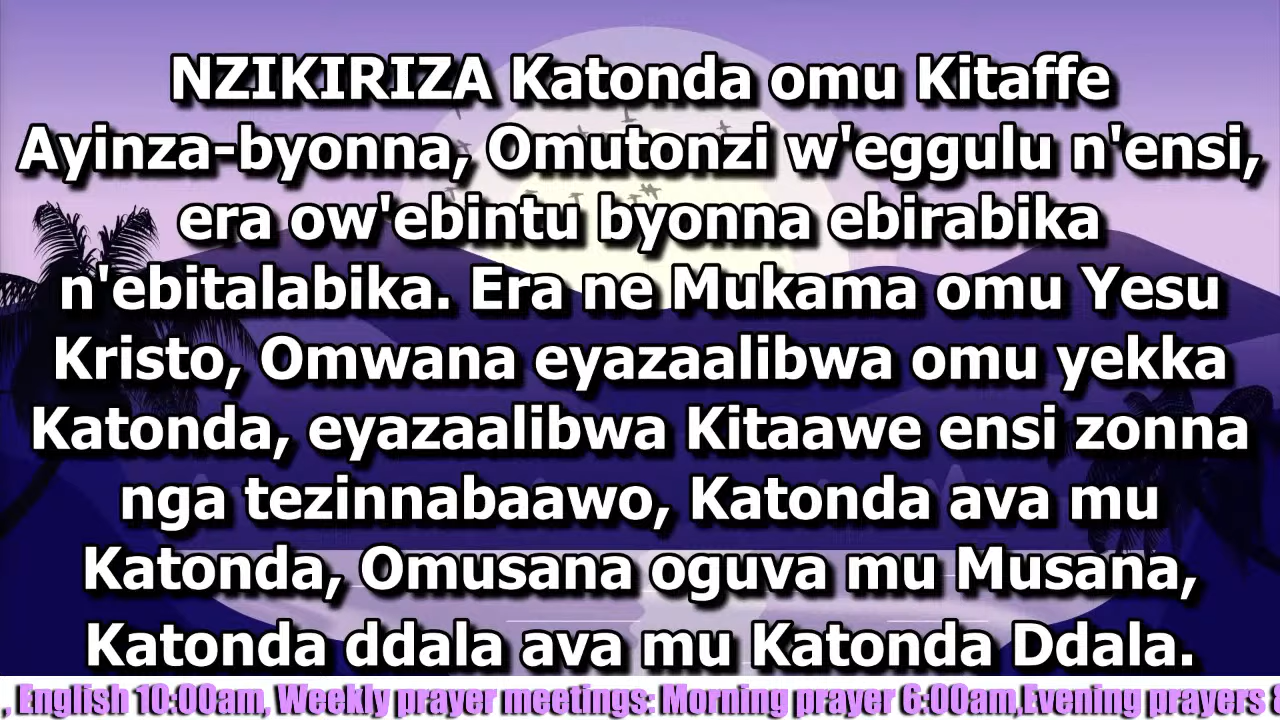 NZIKIRIZA Katonda omu Kitaffe
Ayinza-byonna, Omutonzi w'eggulu n'ensi,
era ow'ebintu byonna ebirabika
n'ebitalabika. Era ne Mukama omu Yesu
Kristo, Omwana eyazaalibwa omu yekka
Katonda, eyazaalibwa Kitaawe ensi zonna
nga tezinnabaawo, Katonda ava mu
Katonda, Omusana oguva mu Musana,
Katonda ddala ava mu Katonda Ddala.
, English 10:00am, Weekly prayer meetings: Morning prayer 6:00am,Evening prayers